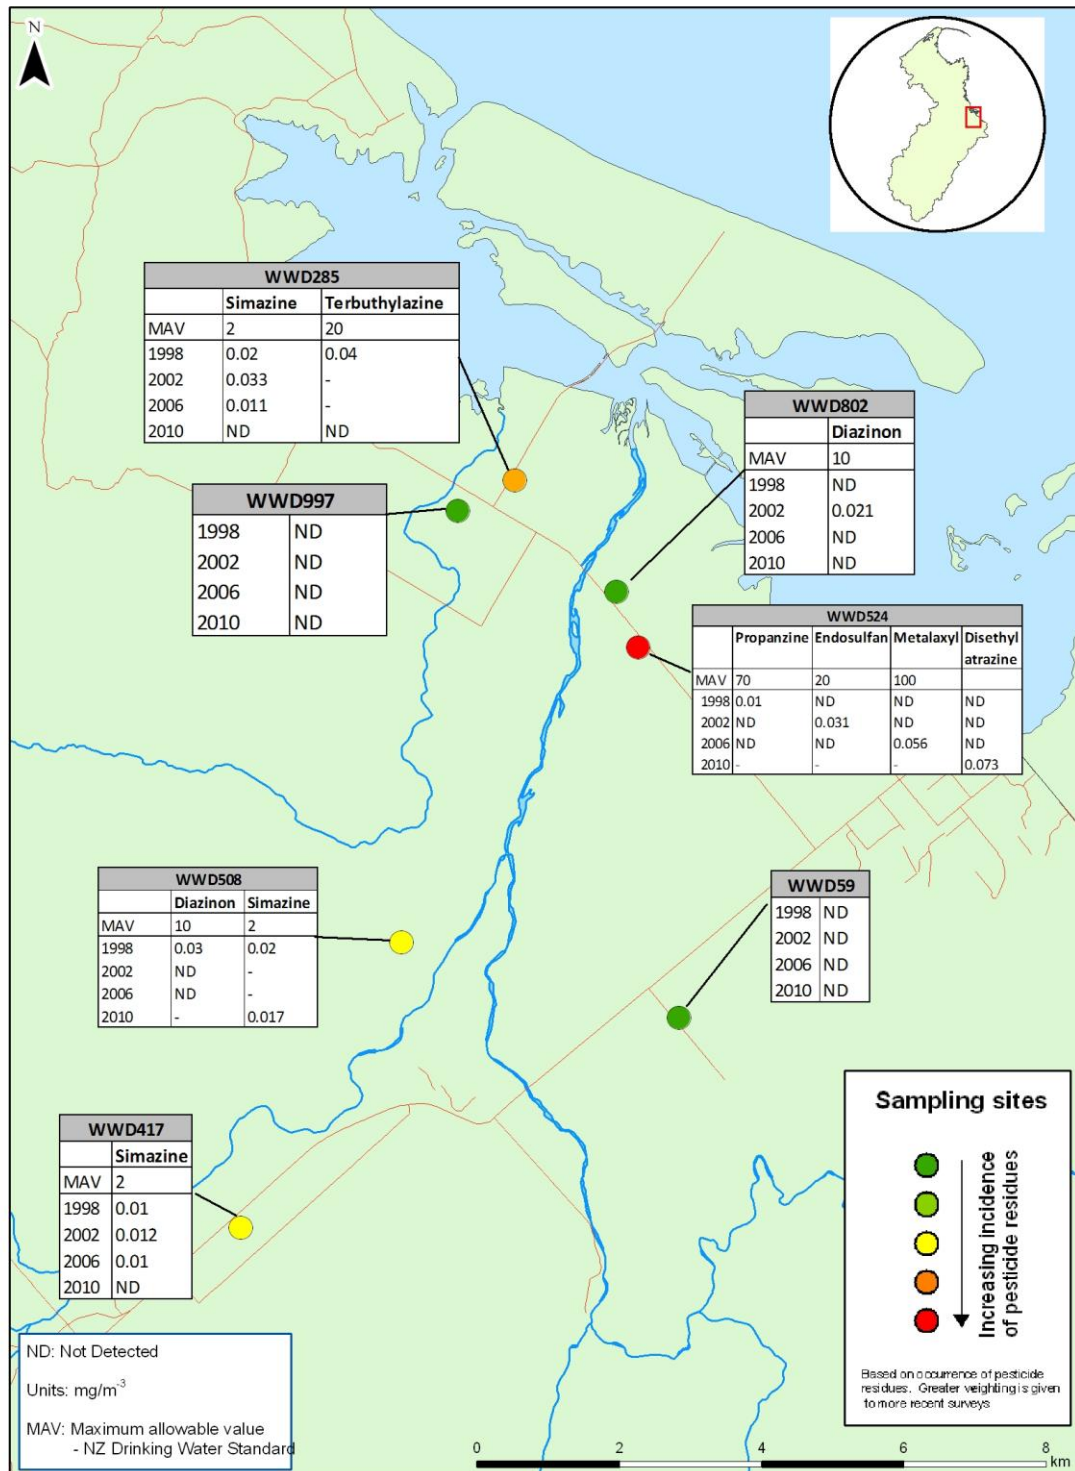 N
WWD285
Simazine Terbuthylazine
MAV 2 20
1998 0.02 0.04
2002 0.033 -
2006 0.011 -
2010 ND ND
WWD802
Diazinon
MAV 10
1998 ND
2002 0.021
2006 ND
2010 ND
WWD997
1998 ND
2002 ND
2006 ND
2010 ND
WWD524
Propanzine Endosulfan Metalaxyl Disethyl
atrazine
MAV 70 20 100
1998 0.01 ND ND ND
2002 ND 0.031 ND ND
2006 ND ND 0.056 ND
2010 - - - 0.073
WWD508
Diazinon Simazine
MAV 10 2
1998 0.03 0.02
2002 ND -
2006 ND -
2010 - 0.017
WWD59
1998 ND
2002 ND
2006 ND
2010 ND
WWD417
Simazine
MAV 2
1998 0.01
2002 0.012
2006 0.01
2010 ND
Sampling sites
Increasing incidence
of pesticide residues
Based on occurrence of pesticide
residues. Greater weighting is given
to more recent surveys
ND: Not Detected
Units: mg/m⁻³
MAV: Maximum allowable value
- NZ Drinking Water Standard
0 2 4 6 8
km